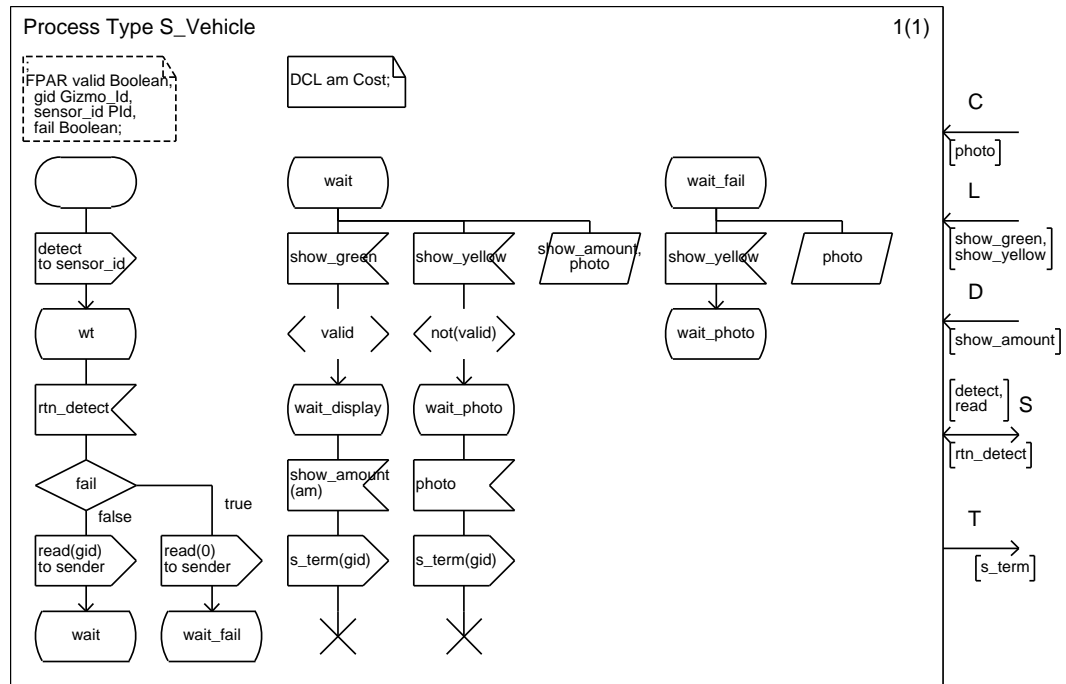 Process Type S_Vehicle
1(1)
;
FPAR valid Boolean,
gid Gizmo_Id,
sensor_id PId,
fail Boolean;
DCL am Cost;
detect
to sensor_id
wt
rtn_detect
fail
false
true
read(gid)
to sender
read(0)
to sender
wait
wait_fail
wait
show_green
show_yellow
show_amount,
photo
valid
not(valid)
wait_display
wait_photo
show_amount
(am)
photo
s_term(gid)
s_term(gid)
wait_fail
show_yellow
photo
wait_photo
C
[photo]
L
[show_green,
show_yellow]
D
[show_amount]
[detect,
read]
S
[rtn_detect]
T
[s_term]